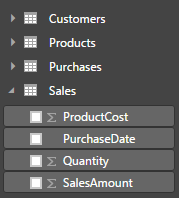 Customers
Products
Purchases
Sales
ProductCost
PurchaseDate
Quantity
SalesAmount